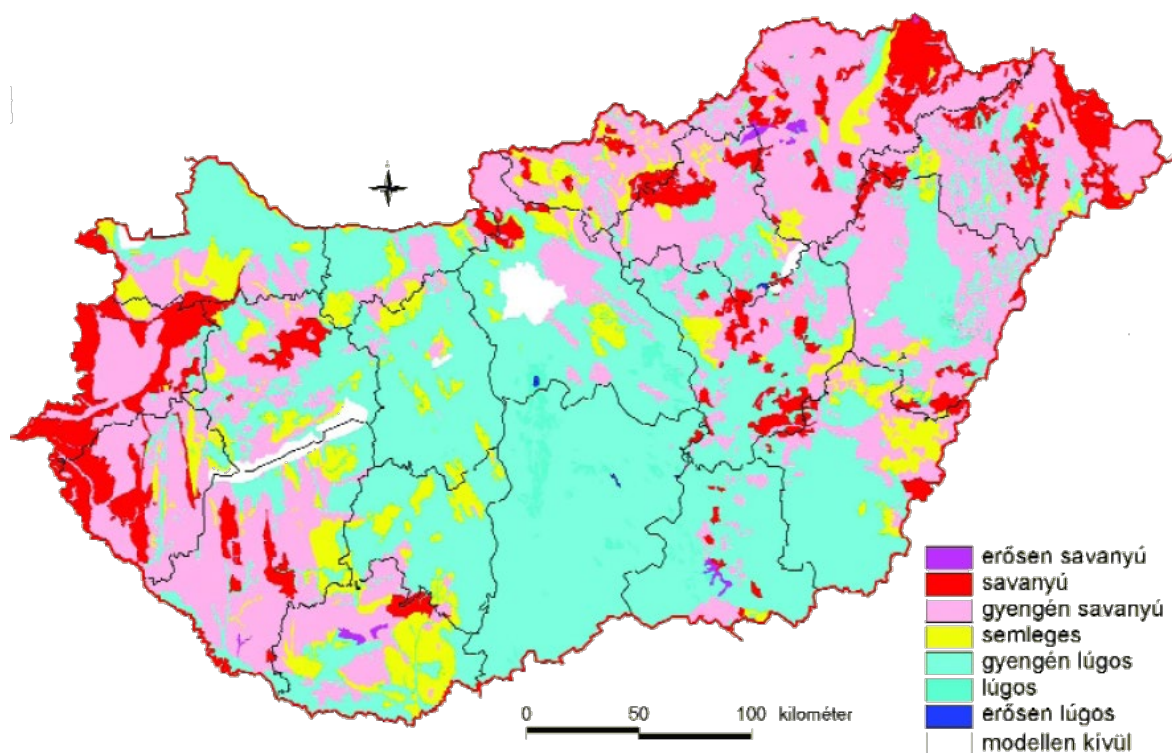 erősen savanyú
savanyú
gyengén savanyú
semleges
gyengén lúgos
lúgos
erősen lúgos
modellen kívül
0 50 100 kilométer